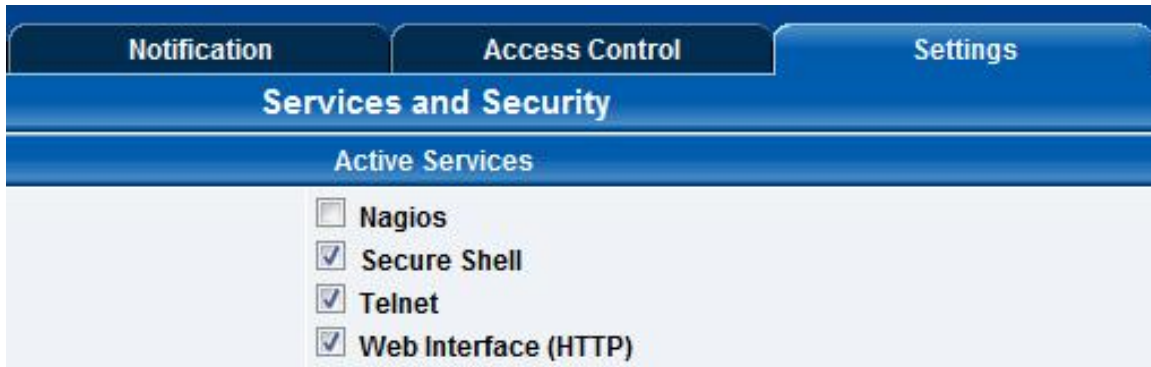 Notification Access Control Settings
Services and Security
Active Services
Nagios
Secure Shell
Telnet
Web Interface (HTTP)